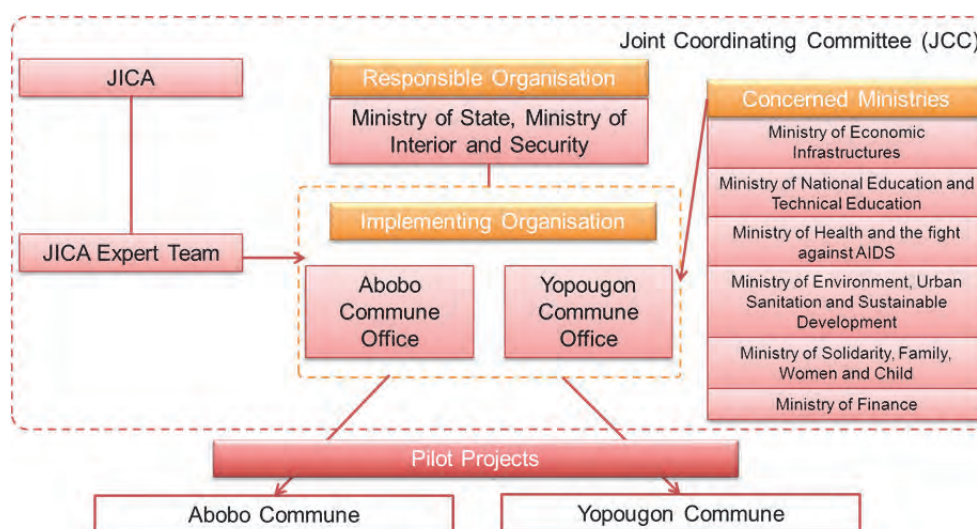 Joint Coordinating Committee (JCC)
JICA
Responsible Organisation
Ministry of State, Ministry of
Interior and Security
Concerned Ministries
Ministry of Economic
Infrastructures
Ministry of National Education and
Technical Education
Ministry of Health and the fight
against AIDS
Ministry of Environment, Urban
Sanitation and Sustainable
Development
Ministry of Solidarity, Family,
Women and Child
Ministry of Finance
Implementing Organisation
JICA Expert Team
Abobo
Commune
Office
Yopougon
Commune
Office
Pilot Projects
Abobo Commune
Yopougon Commune